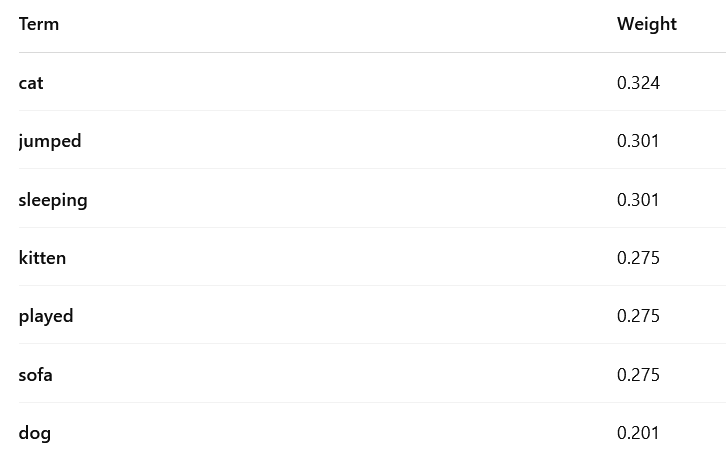 Term Weight
cat 0.324
jumped 0.301
sleeping 0.301
kitten 0.275
played 0.275
sofa 0.275
dog 0.201